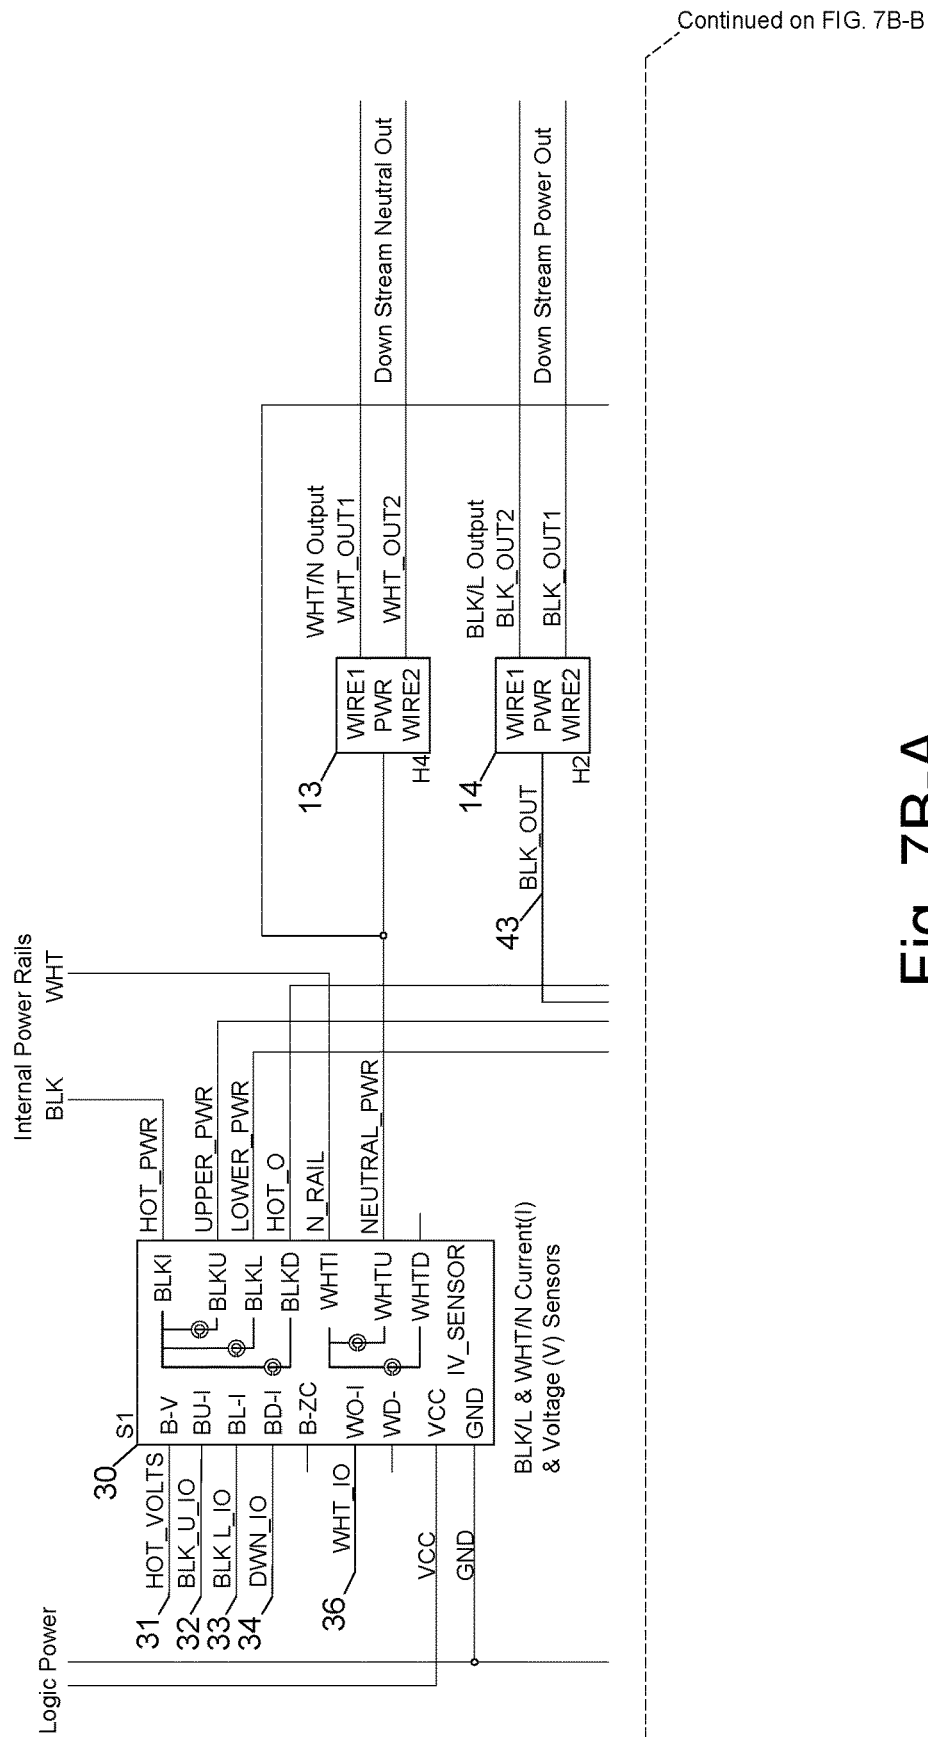 Continued on FIG. 7B-B
Internal Power Rails
BLK
WHT
Logic Power
30
S1
31
HOT_VOLTS
B-V
32
BLK_U_IO
BU-I
33
BLK L_IO
BL-I
34
DWN_IO
BD-I
B-ZC
36
WHT_IO
WO-I
WD-
VCC
VCC
GND
GND
BLKI
HOT_PWR
BLKU
UPPER_PWR
BLKL
LOWER_PWR
BLKD
HOT_O
WHTI
N_RAIL
WHTU
NEUTRAL_PWR
WHTD
IV_SENSOR
BLK/L & WHT/N Current(I)
& Voltage (V) Sensors
13
H4
WIRE1
PWR
WIRE2
WHT/N Output
WHT_OUT1
WHT_OUT2
Down Stream Neutral Out
43
BLK_OUT
14
H2
WIRE1
PWR
WIRE2
BLK/L Output
BLK_OUT2
BLK_OUT1
Down Stream Power Out
Fig. 7B-A